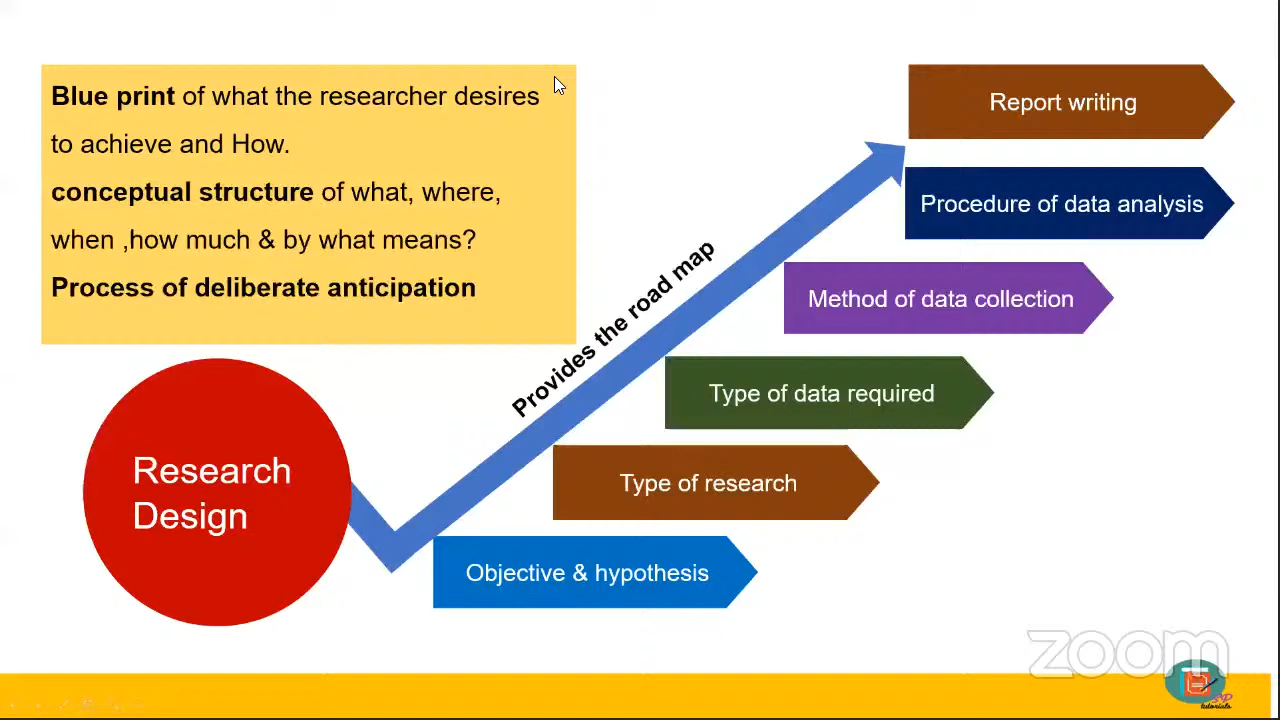 Blue print of what the researcher desires
to achieve and How.
conceptual structure of what, where,
when ,how much & by what means?
Process of deliberate anticipation
Research
Design
Provides the road map
Report writing
Procedure of data analysis
Method of data collection
Type of data required
Type of research
Objective & hypothesis
zoom
tutorials